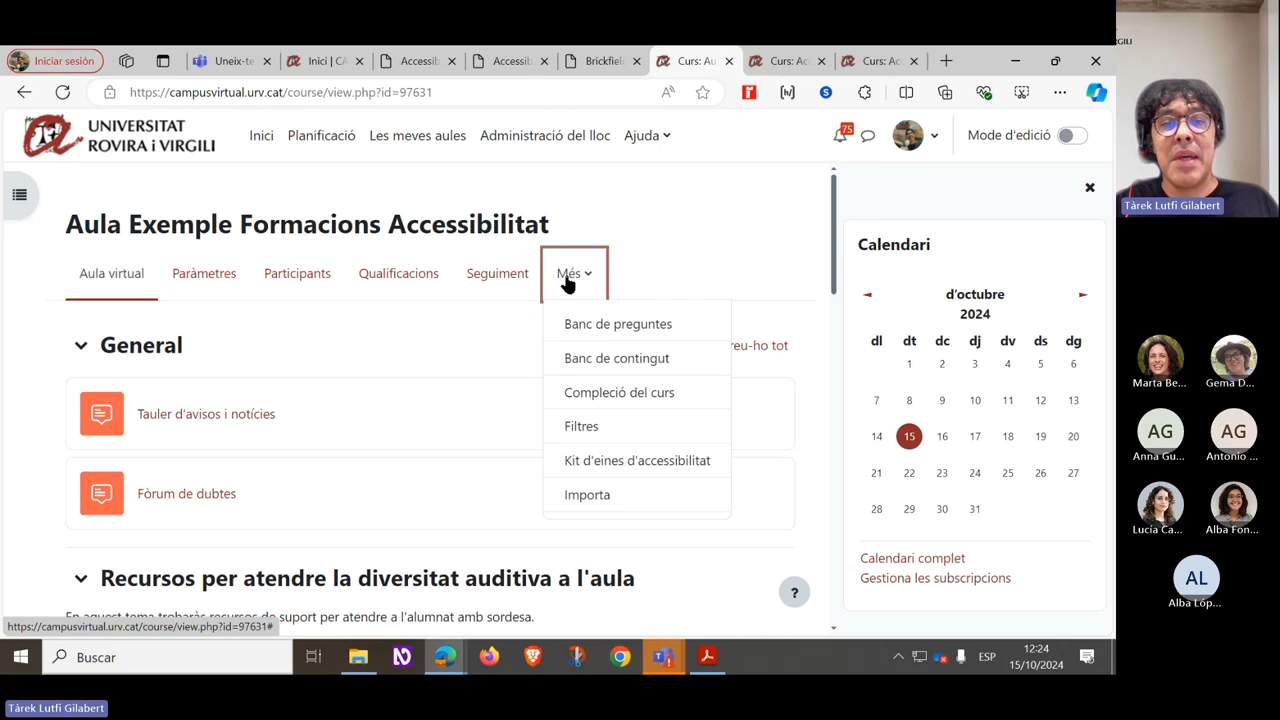 Iniciar sesión
Uneix-te
Inici | CA
Accessib
Accessib
Brickfiel
Curs: Au
Curs: Ac
Curs: Ac
https://campusvirtual.urv.cat/course/view.php?id=97631
UNIVERSITAT
ROVIRA i VIRGILI
Inici
Planificació
Les meves aules
Administració del lloc
Ajuda
75
Mode d'edició
Aula Exemple Formacions Accessibilitat
Aula virtual
Paràmetres
Participants
Qualificacions
Seguiment
Més
Banc de preguntes
Banc de contingut
Compleció del curs
Filtres
Kit d'eines d'accessibilitat
Importa
General
reu-ho tot
Tauler d'avisos i notícies
Fòrum de dubtes
Recursos per atendre la diversitat auditiva a l'aula
suport per atendre a l'alumnat amb sordesa.
https://campusvirtual.urv.cat/course/view.php?id=97631#
?
Calendari
d'octubre
2024
dl dt dc dj dv ds dg
1 2 3 4 5 6
7 8 9 10 11 12 13
14 15 16 17 18 19 20
21 22 23 24 25 26 27
28 29 30 31
Calendari complet
Gestiona les subscripcions
Buscar
ESP
12:24
15/10/2024
VIRGILI
Tàrek Lutfi Gilabert
Marta Be...
Gema D...
AG
Anna Gu...
AG
Antonio ...
Lucía Ca...
Alba Fon...
AL
Alba Lóp...
Tàrek Lutfi Gilabert